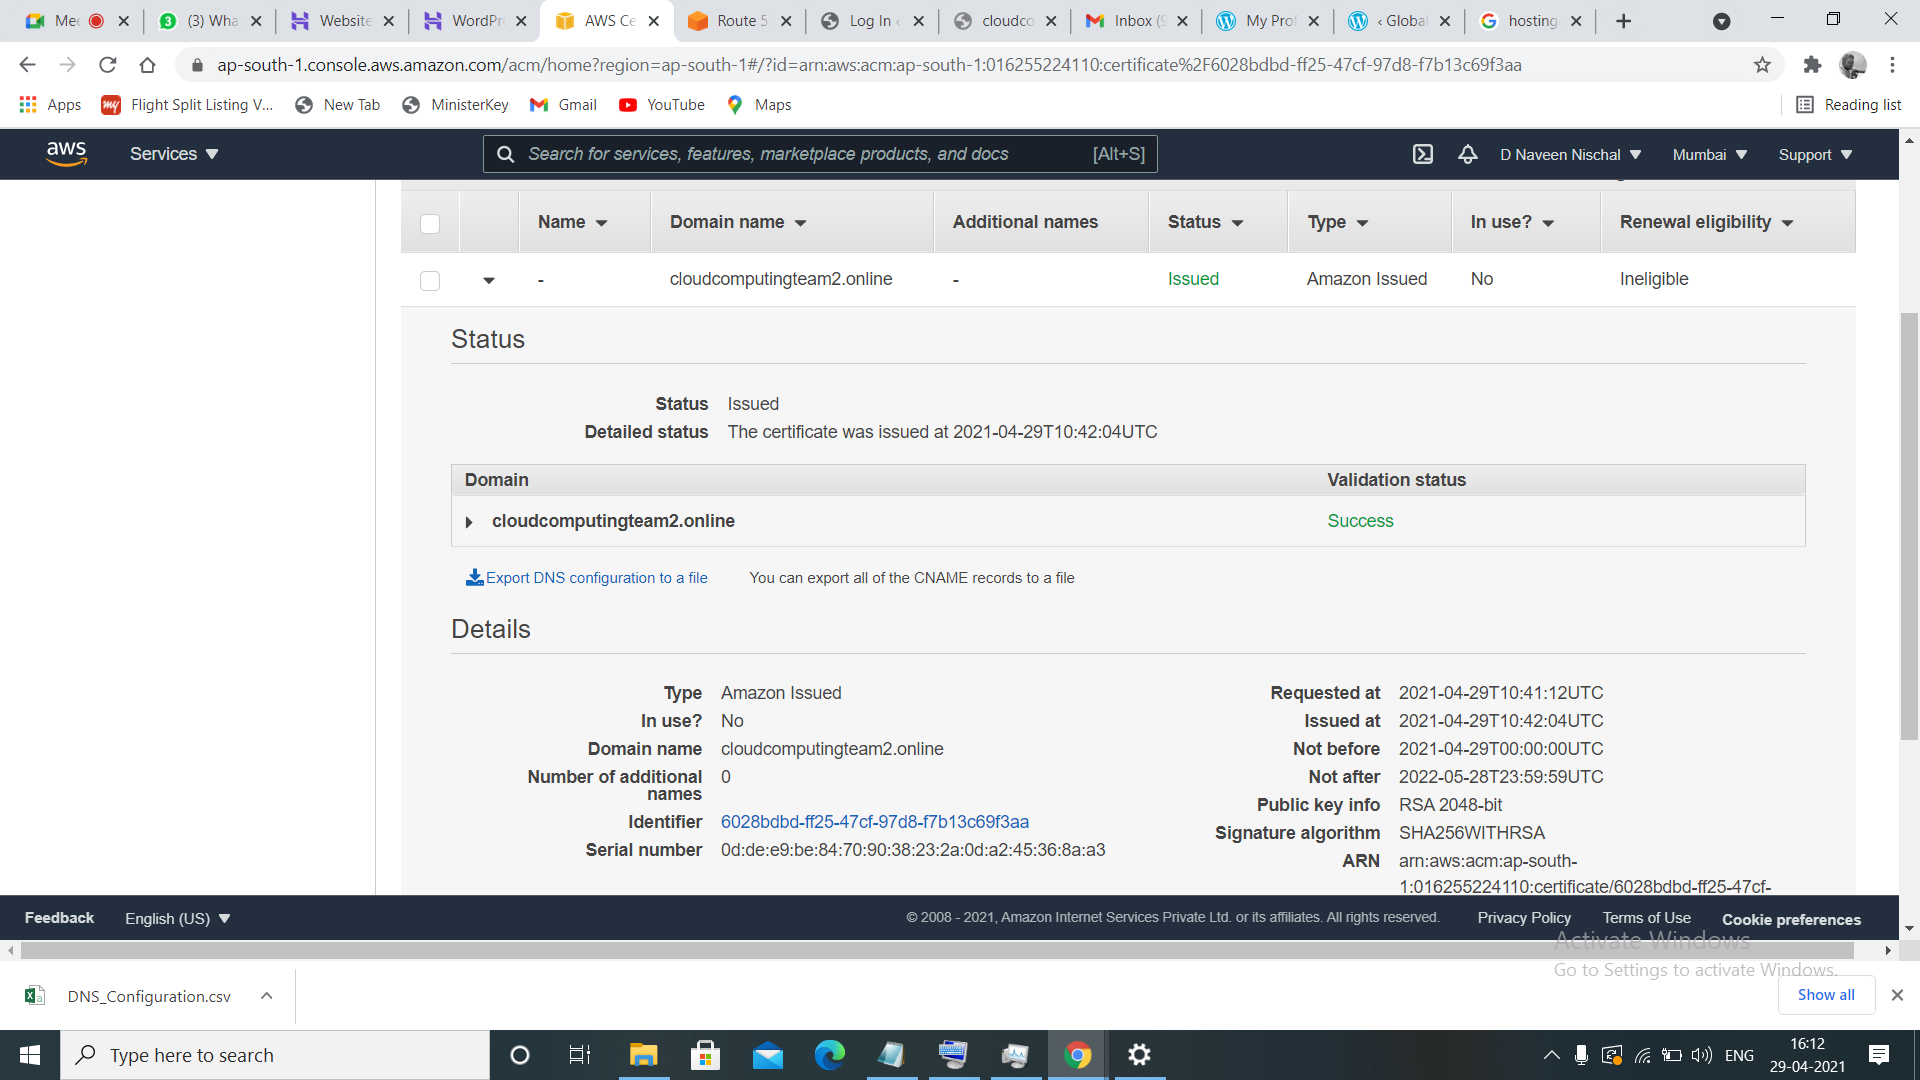 Mee
(3) Wha
Website
WordPr
AWS Ce
Route 5
Log In ‹
cloudco
Inbox (9
My Prof
‹ Global
hosting
ap-south-1.console.aws.amazon.com/acm/home?region=ap-south-1#/?id=arn:aws:acm:ap-south-1:016255224110:certificate%2F6028bdbd-ff25-47cf-97d8-f7b13c69f3aa
Apps
my
Flight Split Listing V...
New Tab
MinisterKey
Gmail
YouTube
Maps
Reading list
aws
Services
Search for services, features, marketplace products, and docs
[Alt+S]
D Naveen Nischal
Mumbai
Support
Name
Domain name
Additional names
Status
Type
In use?
Renewal eligibility
-
cloudcomputingteam2.online
-
Issued
Amazon Issued
No
Ineligible
Status
Status Issued
Detailed status The certificate was issued at 2021-04-29T10:42:04UTC
Domain
Validation status
cloudcomputingteam2.online
Success
Export DNS configuration to a file
You can export all of the CNAME records to a file
Details
Type Amazon Issued
In use? No
Domain name cloudcomputingteam2.online
Number of additional names 0
Identifier 6028bdbd-ff25-47cf-97d8-f7b13c69f3aa
Serial number 0d:de:e9:be:84:70:90:38:23:2a:0d:a2:45:36:8a:a3
Requested at 2021-04-29T10:41:12UTC
Issued at 2021-04-29T10:42:04UTC
Not before 2021-04-29T00:00:00UTC
Not after 2022-05-28T23:59:59UTC
Public key info RSA 2048-bit
Signature algorithm SHA256WITHRSA
ARN arn:aws:acm:ap-south-
1:016255224110:certificate/6028bdbd-ff25-47cf-
Feedback
English (US)
© 2008 - 2021, Amazon Internet Services Private Ltd. or its affiliates. All rights reserved.
Privacy Policy
Terms of Use
Cookie preferences
Activate Windows
Go to Settings to activate Windows.
DNS_Configuration.csv
Show all
Type here to search
ENG
16:12
29-04-2021